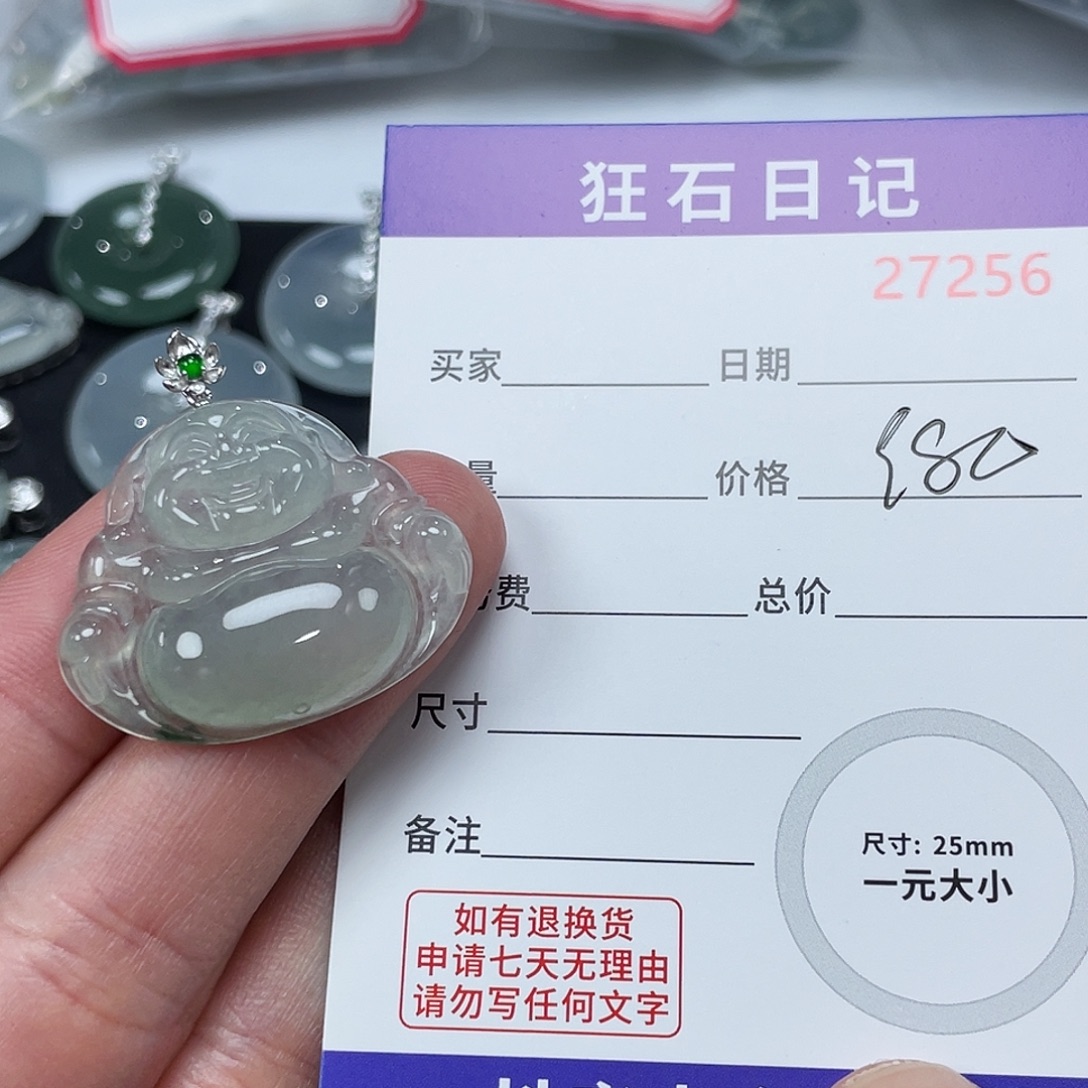 狂石日记
27256
买家 日期
量 价格 180
费 总价
尺寸
备注
尺寸: 25mm
一元大小
如有退换货
申请七天无理由
请勿写任何文字